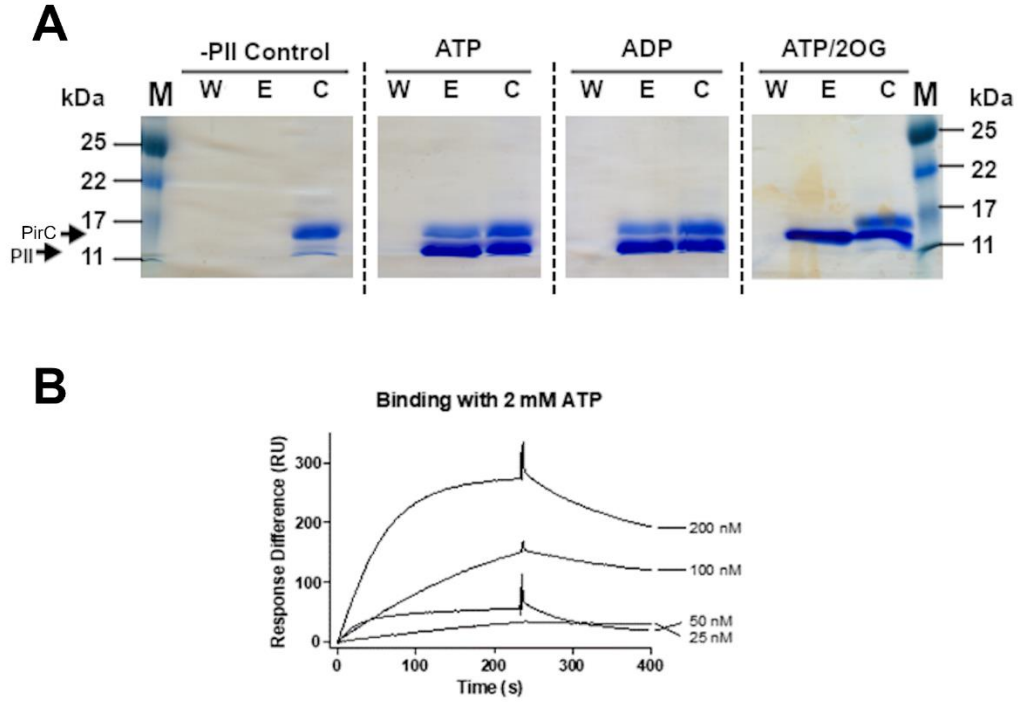 A
-PII Control ATP ADP ATP/2OG
kDa M W E C W E C W E C W E C M kDa
25 25
22 22
17 17
PirC
PII
11 11
B
Binding with 2 mM ATP
Response Difference (RU)
300
200
100
0
200 nM
100 nM
50 nM
25 nM
0 100 200 300 400
Time (s)